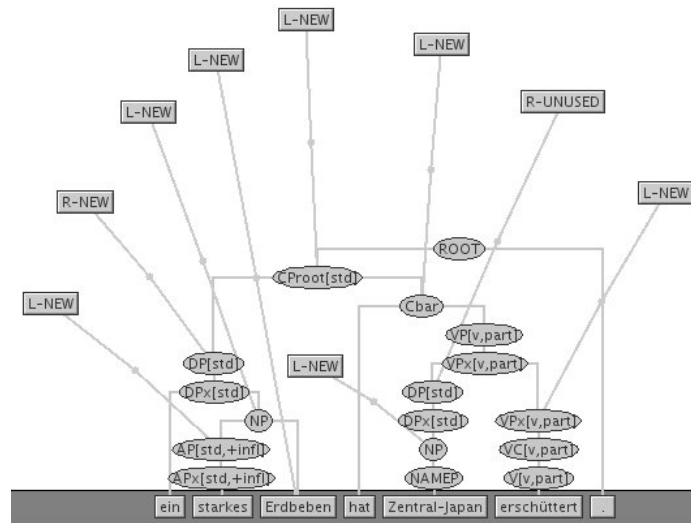 L-NEW
L-NEW
L-NEW
L-NEW
R-UNUSED
L-NEW
R-NEW
ROOT
CProot[std]
L-NEW
Cbar
VP[v,part]
DP[std]
L-NEW
VPx[v,part]
DPx[std]
DP[std]
NP
DPx[std]
VPx[v,part]
AP[std,+infl]
NP
VC[v,part]
APx[std,+infl]
NAMEP
V[v,part]
ein starkes Erdbeben hat Zentral-Japan erschüttert .